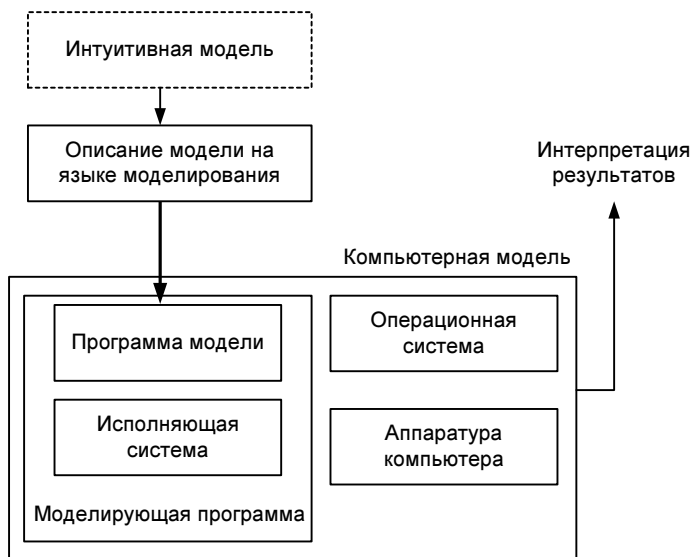 Интуитивная модель
Описание модели на
языке моделирования
Интерпретация
результатов
Компьютерная модель
Программа модели
Операционная
система
Исполняющая
система
Аппаратура
компьютера
Моделирующая программа